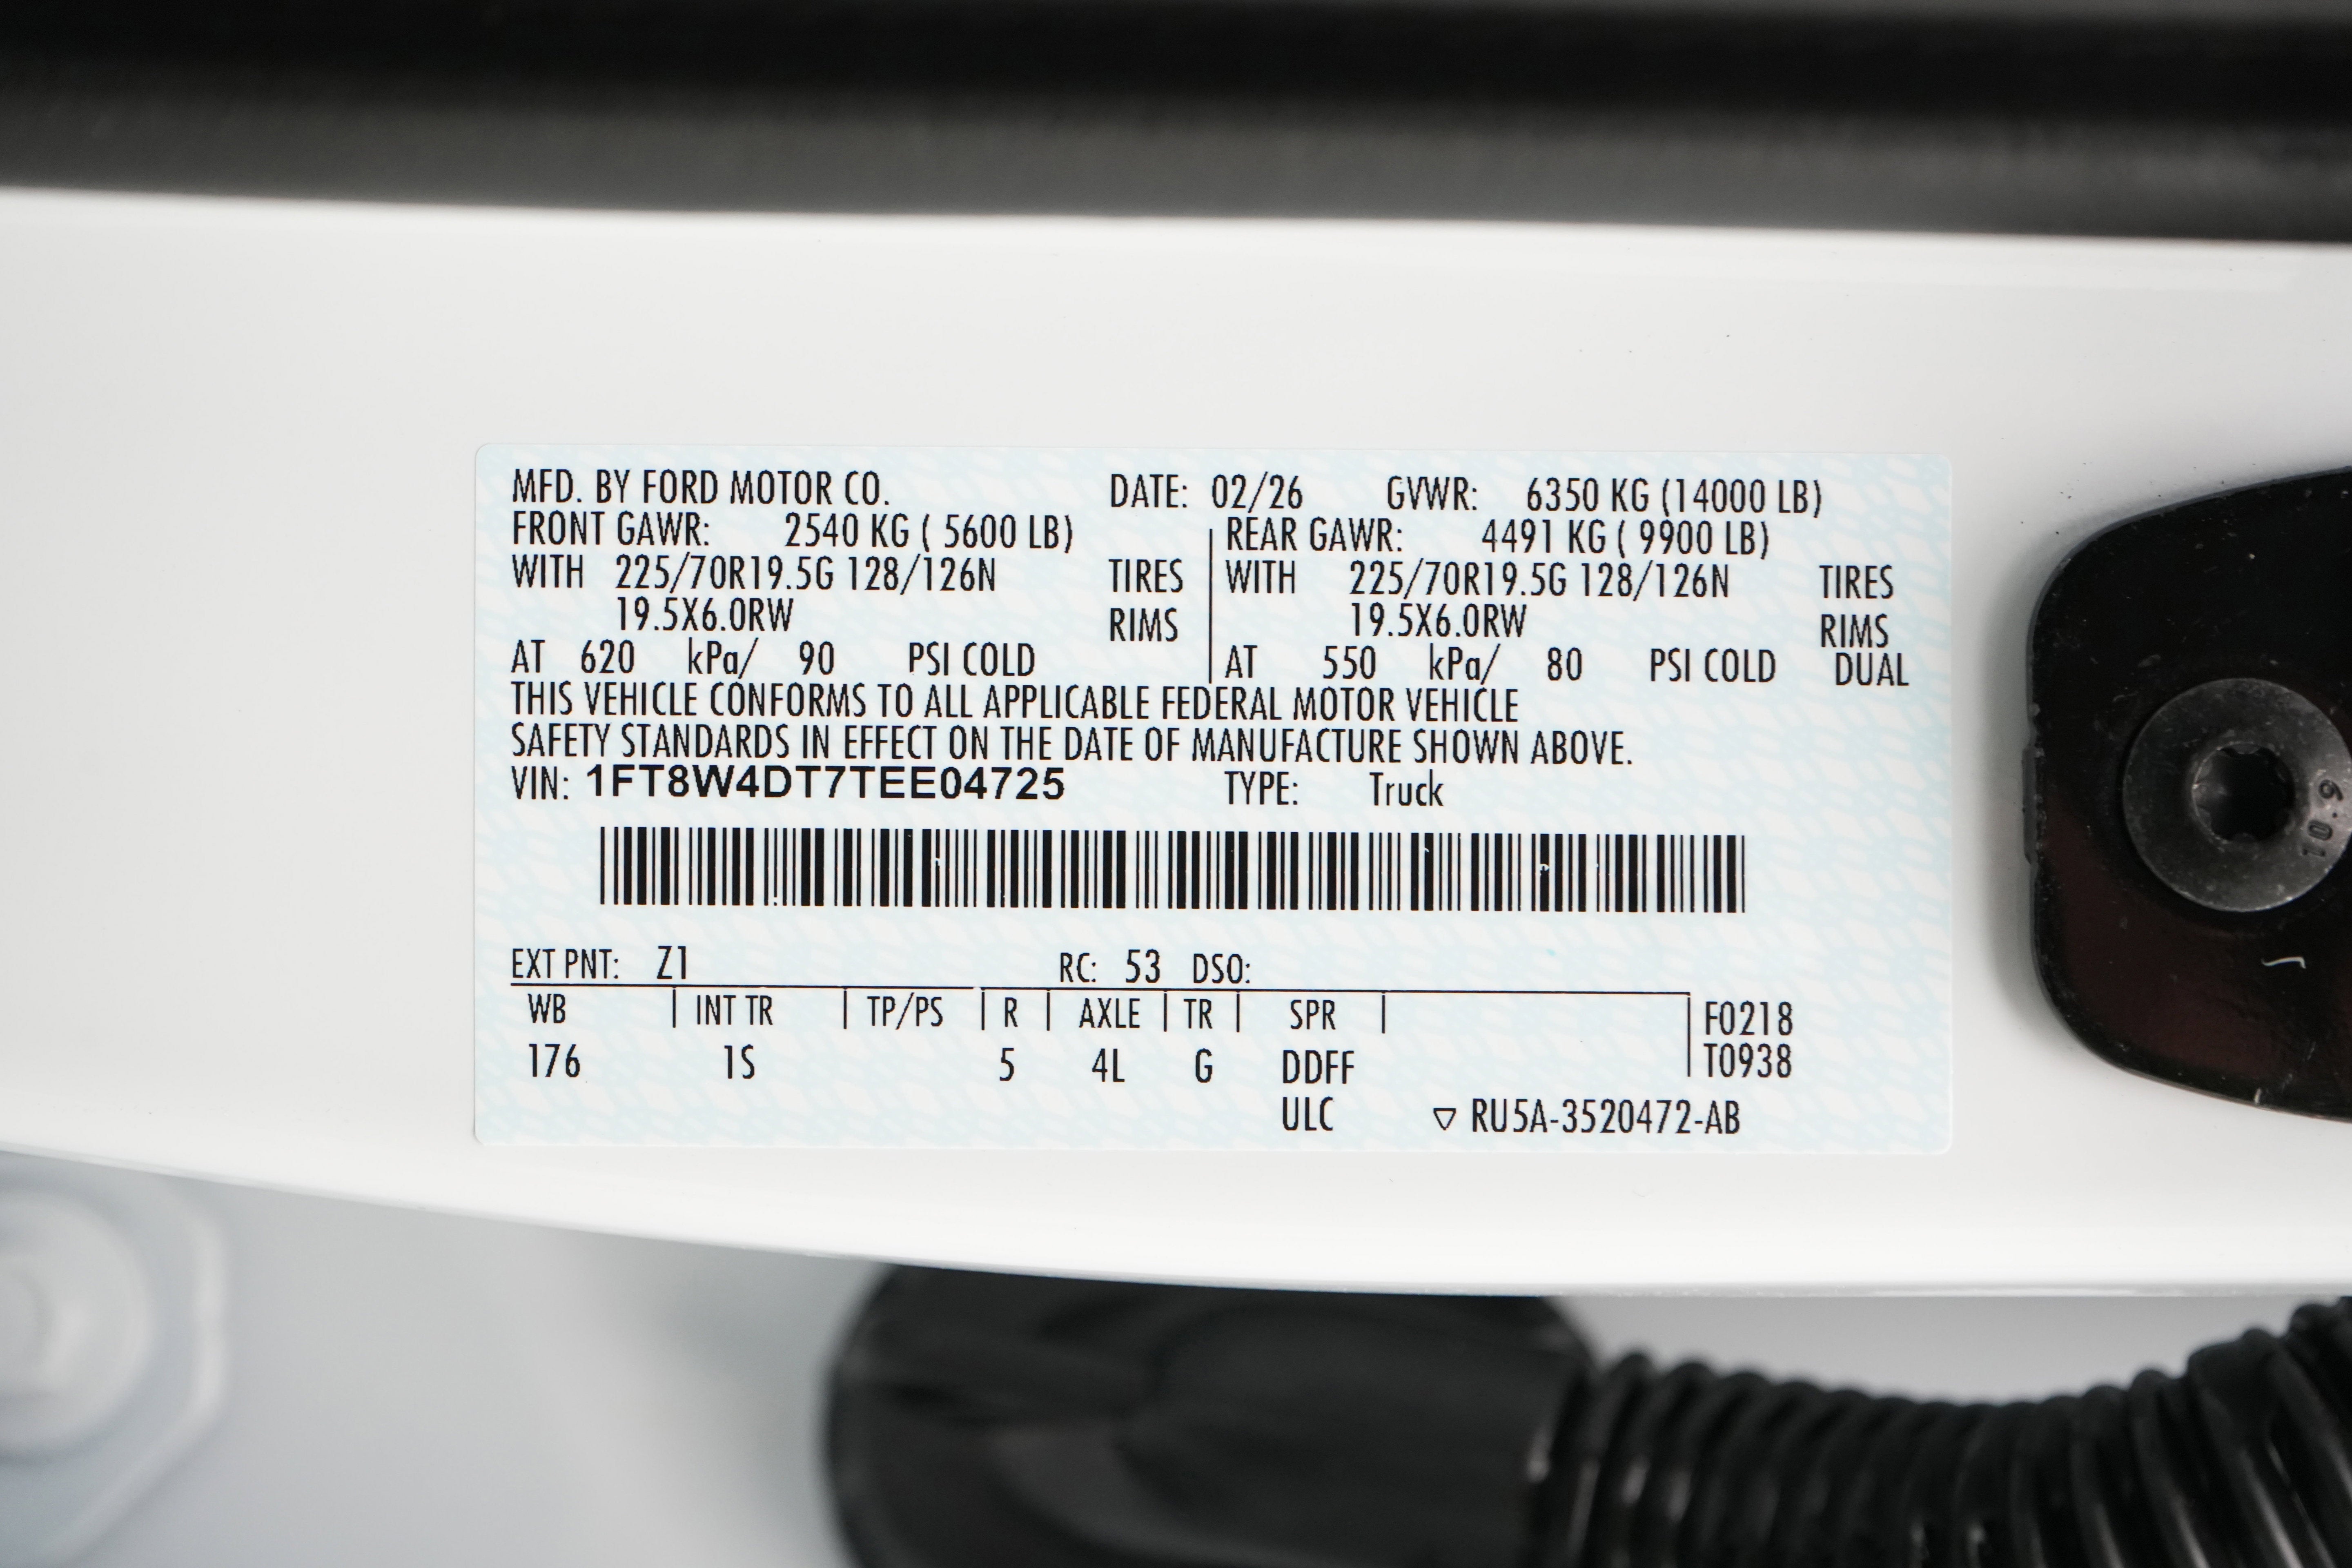 MFD. BY FORD MOTOR CO. DATE: 02/26 GVWR: 6350 KG (14000 LB)
FRONT GAWR: 2540 KG ( 5600 LB) REAR GAWR: 4491 KG ( 9900 LB)
WITH 225/70R19.5G 128/126N TIRES WITH 225/70R19.5G 128/126N TIRES
19.5X6.0RW RIMS 19.5X6.0RW RIMS
AT 620 kPa/ 90 PSI COLD AT 550 kPa/ 80 PSI COLD DUAL
THIS VEHICLE CONFORMS TO ALL APPLICABLE FEDERAL MOTOR VEHICLE
SAFETY STANDARDS IN EFFECT ON THE DATE OF MANUFACTURE SHOWN ABOVE.
VIN: 1FT8W4DT7TEE04725 TYPE: Truck
EXT PNT: Z1 RC: 53 DSO:
WB INT TR TP/PS R AXLE TR SPR F0218
176 1S 5 4L G DDFF T0938
ULC ▽ RU5A-3520472-AB
10.9